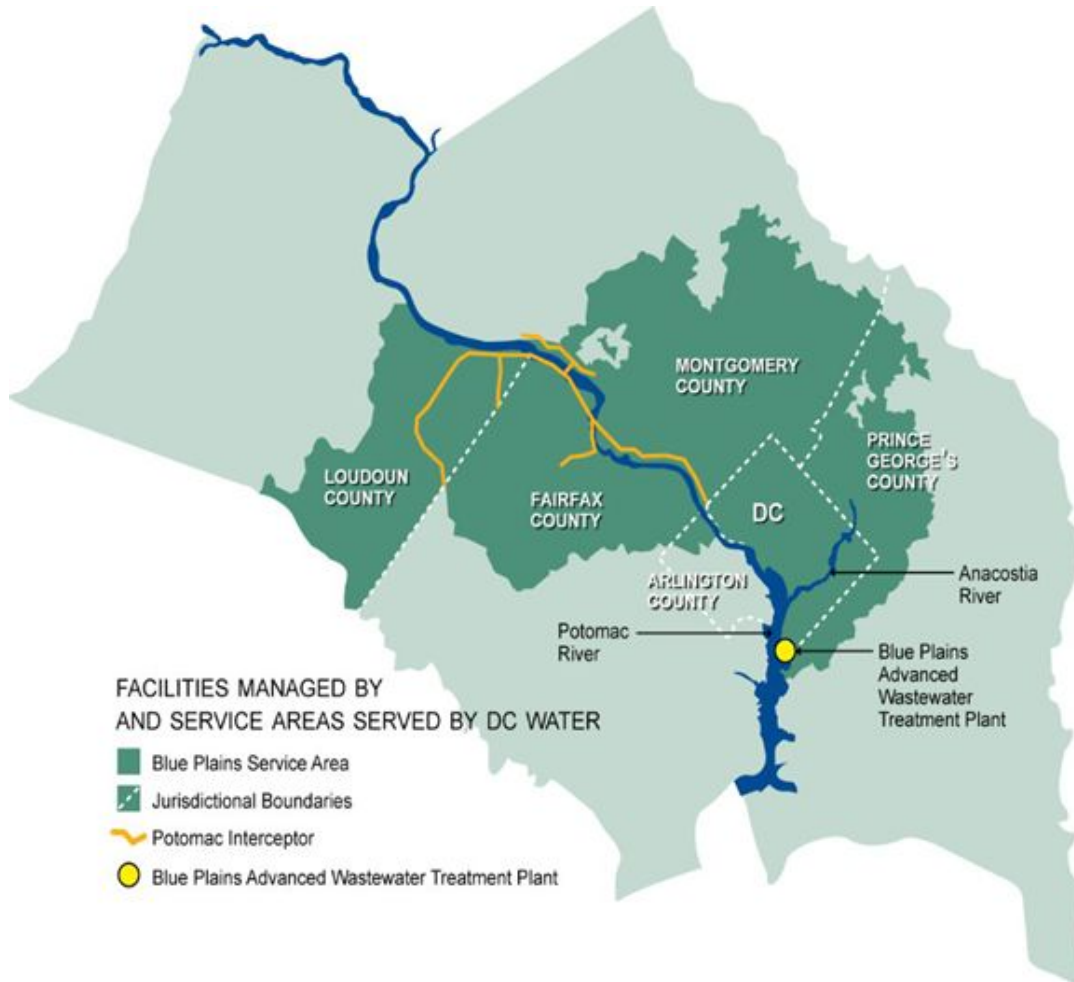 MONTGOMERY
COUNTY
PRINCE
GEORGE'S
COUNTY
LOUDOUN
COUNTY
FAIRFAX
COUNTY
DC
ARLINGTON
COUNTY
Anacostia
River
Potomac
River
Blue Plains
Advanced
Wastewater
Treatment Plant
FACILITIES MANAGED BY
AND SERVICE AREAS SERVED BY DC WATER
Blue Plains Service Area
Jurisdictional Boundaries
Potomac Interceptor
Blue Plains Advanced Wastewater Treatment Plant